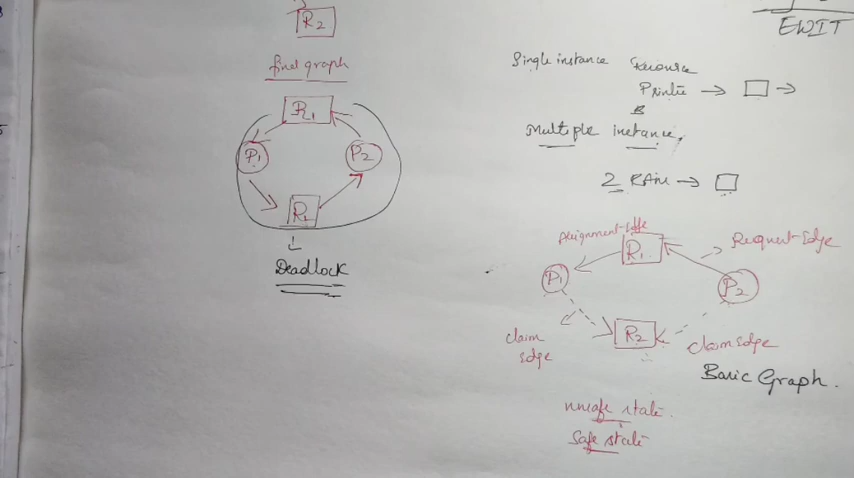 R2
final graph
R1
P1
P2
R2
Deadlock
EWIT
Single instance resource
Printer
Multiple instance,
2 RAM
Assignment-Edge
R1
Request-Edge
P1
P2
R2
claim
Edge
Claim Edge
Basic Graph.
unsafe state.
Safe state